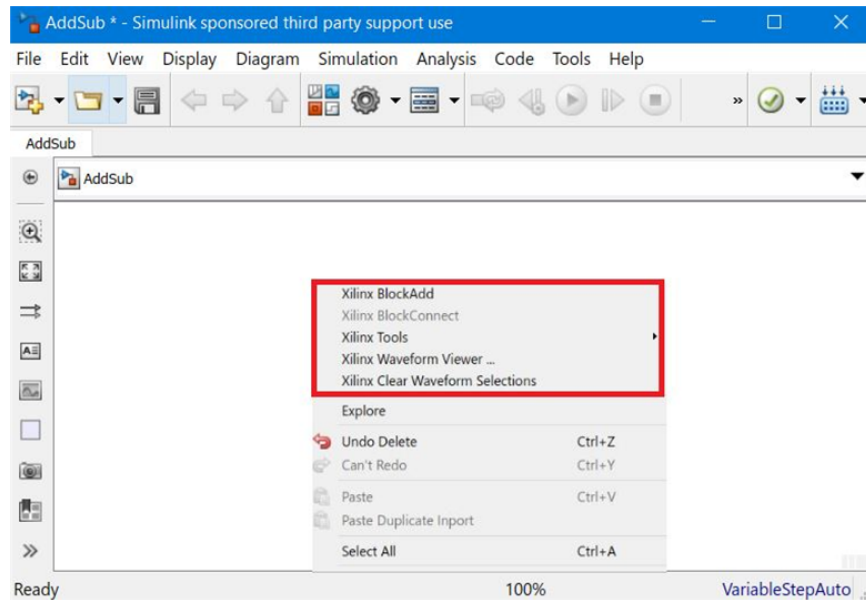 AddSub * - Simulink sponsored third party support use
File Edit View Display Diagram Simulation Analysis Code Tools Help
»
AddSub
AddSub
Xilinx BlockAdd
Xilinx BlockConnect
Xilinx Tools
Xilinx Waveform Viewer ...
Xilinx Clear Waveform Selections
Explore
Undo Delete Ctrl+Z
Can't Redo Ctrl+Y
Paste Ctrl+V
Paste Duplicate Inport
Select All Ctrl+A
Ready 100% VariableStepAuto